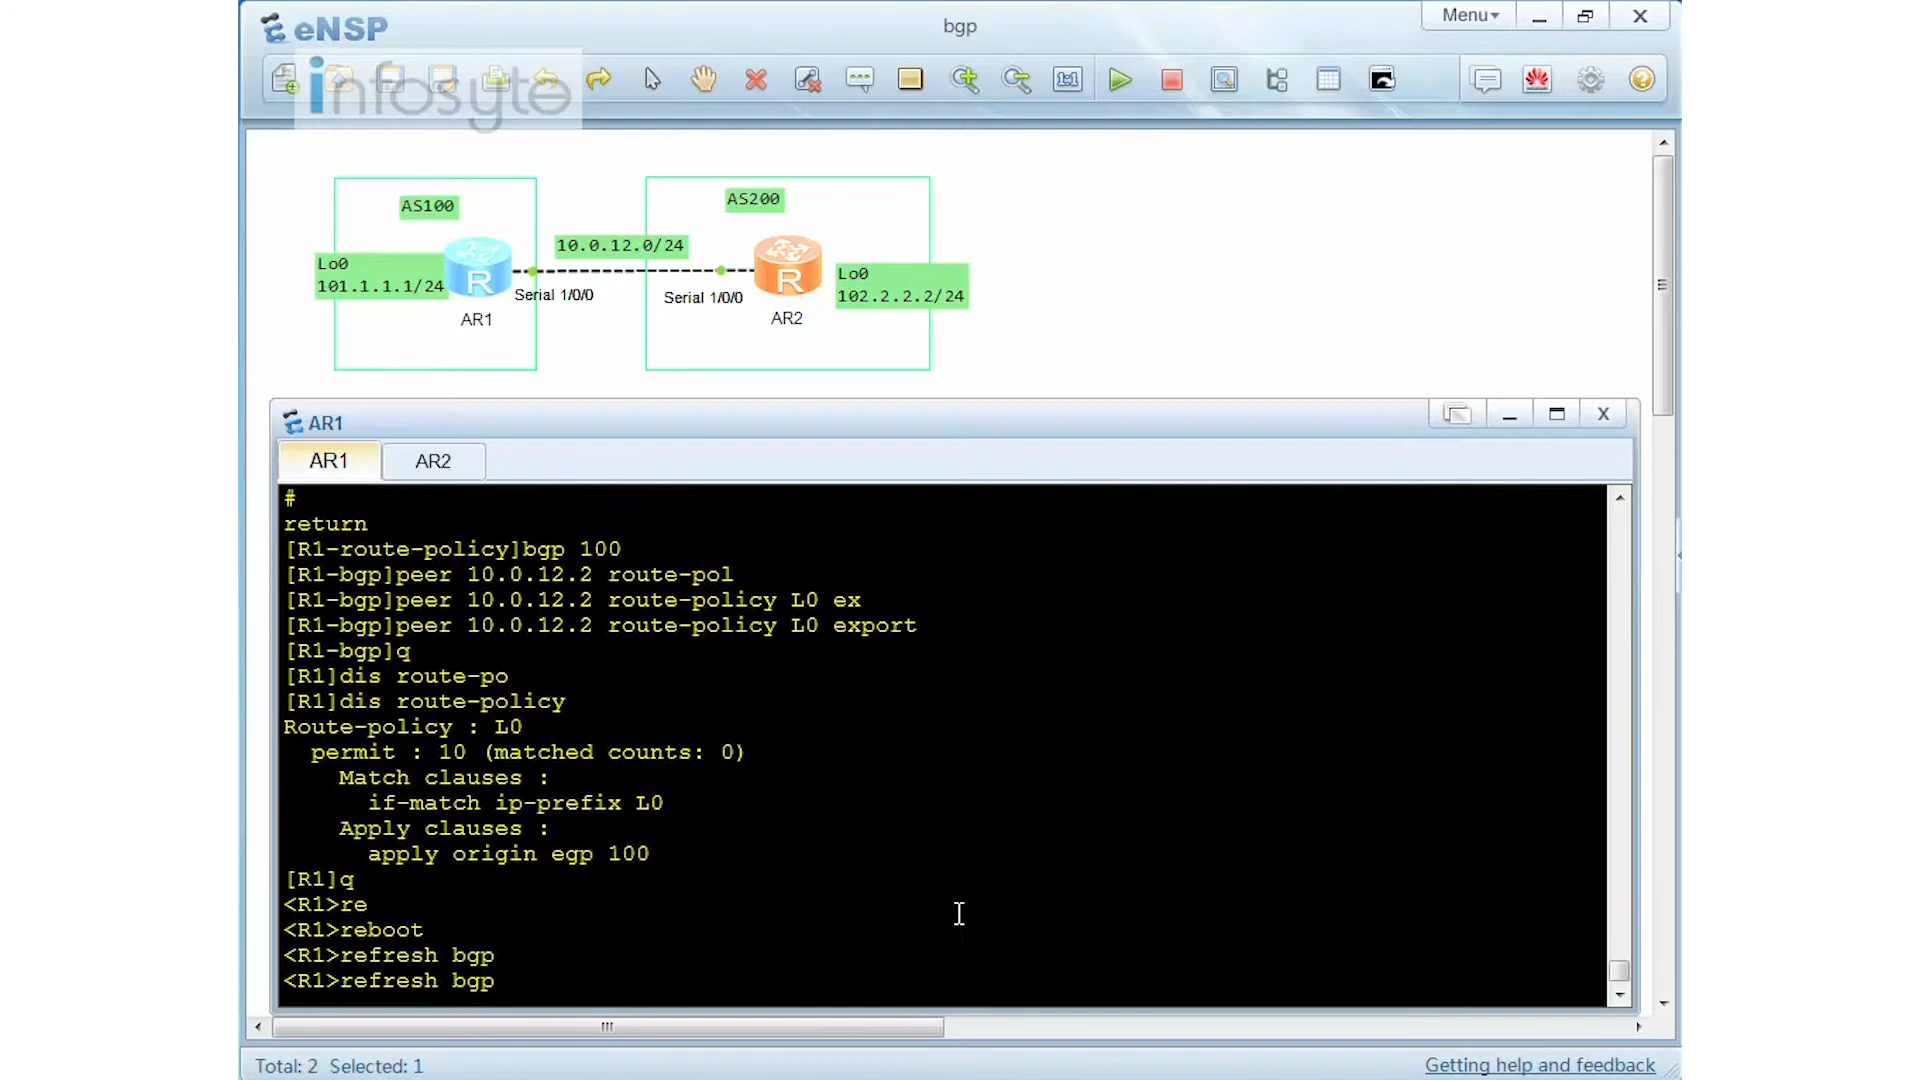 eNSP
bgp
Menu
infosyte
1:1
AS100
AS200
10.0.12.0/24
Lo0
101.1.1.1/24
Lo0
102.2.2.2/24
Serial 1/0/0
Serial 1/0/0
R
R
AR1
AR2
AR1
AR1
AR2
#
return
[R1-route-policy]bgp 100
[R1-bgp]peer 10.0.12.2 route-pol
[R1-bgp]peer 10.0.12.2 route-policy L0 ex
[R1-bgp]peer 10.0.12.2 route-policy L0 export
[R1-bgp]q
[R1]dis route-po
[R1]dis route-policy
Route-policy : L0
permit : 10 (matched counts: 0)
Match clauses :
if-match ip-prefix L0
Apply clauses :
apply origin egp 100
[R1]q
<R1>re
<R1>reboot
<R1>refresh bgp
<R1>refresh bgp
Total: 2 Selected: 1
Getting help and feedback